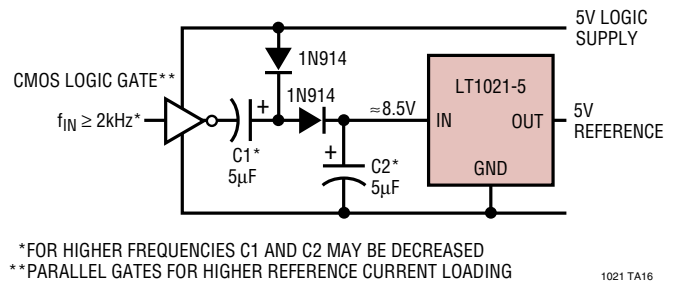 5V LOGIC
SUPPLY
1N914
CMOS LOGIC GATE**
1N914
LT1021-5
fIN ≥ 2kHz*
+
≈8.5V
IN
OUT
5V
REFERENCE
C1*
5µF
+
C2*
5µF
GND
*FOR HIGHER FREQUENCIES C1 AND C2 MAY BE DECREASED
**PARALLEL GATES FOR HIGHER REFERENCE CURRENT LOADING
1021 TA16